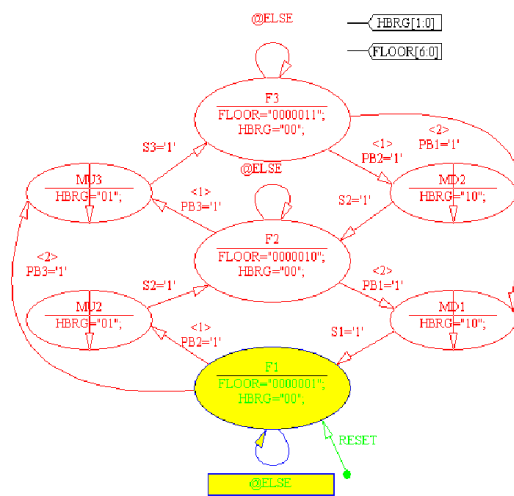 @ELSE
HBRG[1:0]
FLOOR[6:0]
F3
FLOOR="0000011";
HBRG="00";
S3='1'
<1>
PB2='1'
<2>
PB1='1'
@ELSE
MU3
HBRG="01";
<1>
PB3='1'
S2='1'
MD2
HBRG="10";
F2
FLOOR="0000010";
HBRG="00";
<2>
PB3='1'
S2='1'
<2>
PB1='1'
MU2
HBRG="01";
<1>
PB2='1'
S1='1'
MD1
HBRG="10";
F1
FLOOR="0000001";
HBRG="00";
RESET
@ELSE